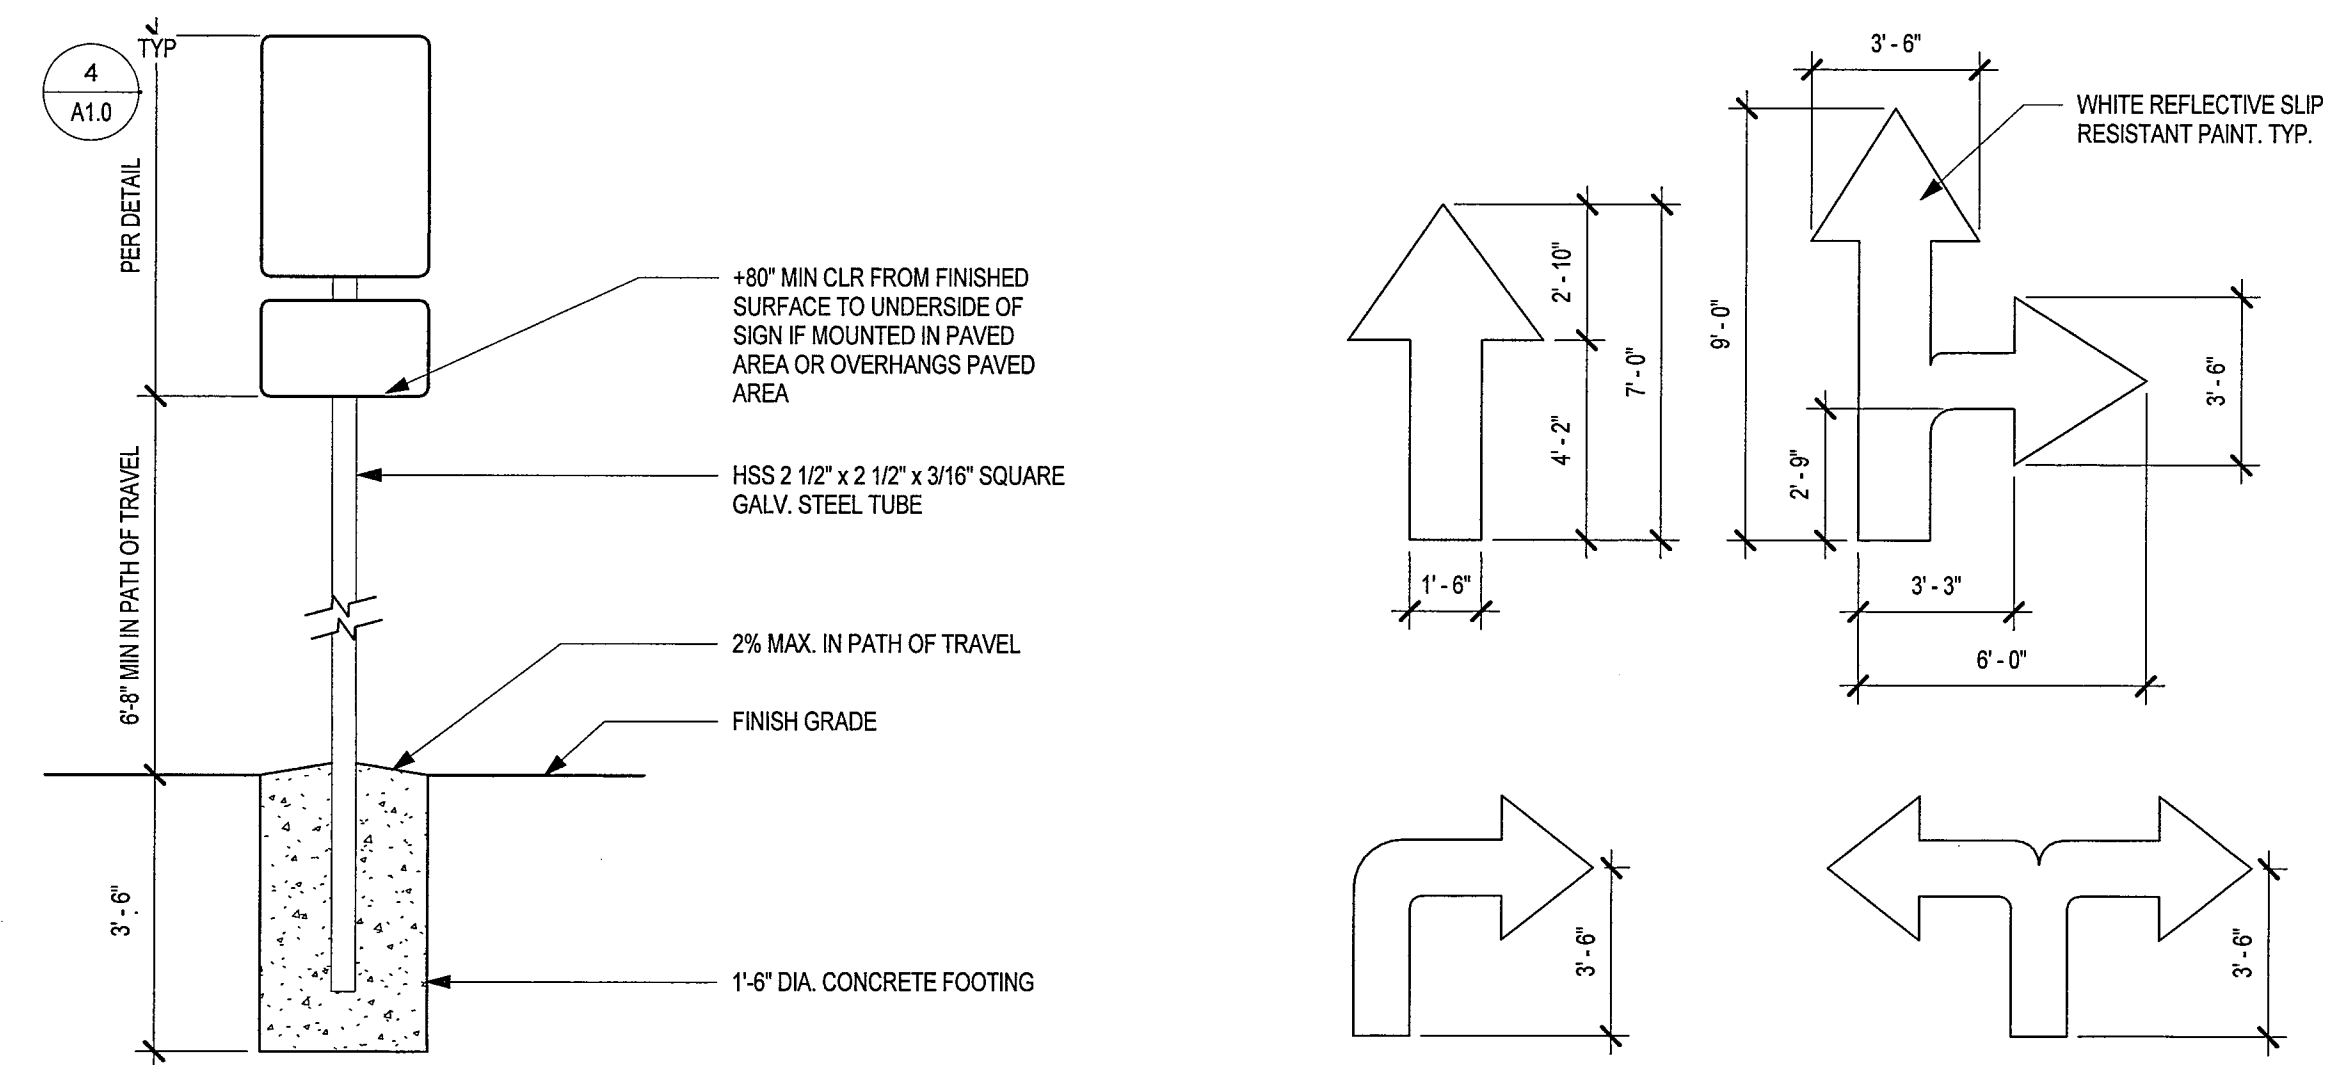 TYP
4
A1.0
PER DETAIL
+80" MIN CLR FROM FINISHED
SURFACE TO UNDERSIDE OF
SIGN IF MOUNTED IN PAVED
AREA OR OVERHANGS PAVED
AREA
6'-8" MIN IN PATH OF TRAVEL
HSS 2 1/2" x 2 1/2" x 3/16" SQUARE
GALV. STEEL TUBE
2% MAX. IN PATH OF TRAVEL
FINISH GRADE
3' - 6"
1'-6" DIA. CONCRETE FOOTING
2' - 10"
7' - 0"
4' - 2"
1' - 6"
3' - 6"
WHITE REFLECTIVE SLIP
RESISTANT PAINT. TYP.
9' - 0"
3' - 6"
2' - 9"
3' - 3"
6' - 0"
3' - 6"
3' - 6"